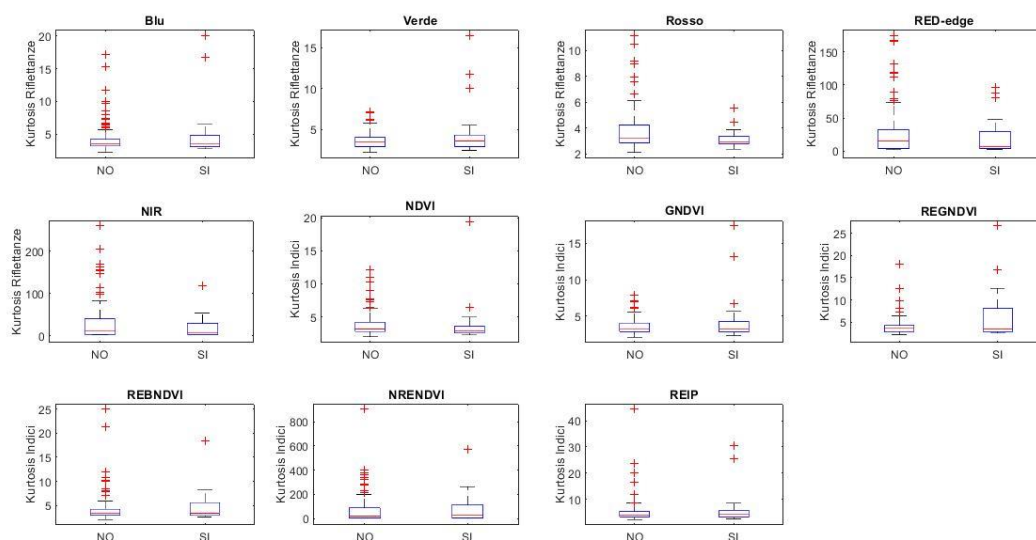 Blu
Kurtosis Riflettanze
20
15
10
5
NO SI
Verde
Kurtosis Riflettanze
15
10
5
NO SI
Rosso
Kurtosis Riflettanze
10
8
6
4
2
NO SI
RED-edge
Kurtosis Riflettanze
150
100
50
0
NO SI
NIR
Kurtosis Riflettanze
200
100
0
NO SI
NDVI
Kurtosis Indici
20
15
10
5
NO SI
GNDVI
Kurtosis Indici
15
10
5
NO SI
REGNDVI
Kurtosis Indici
25
20
15
10
5
NO SI
REBNDVI
Kurtosis Indici
25
20
15
10
5
NO SI
NRENDVI
Kurtosis Indici
800
600
400
200
0
NO SI
REIP
Kurtosis Indici
40
30
20
10
NO SI